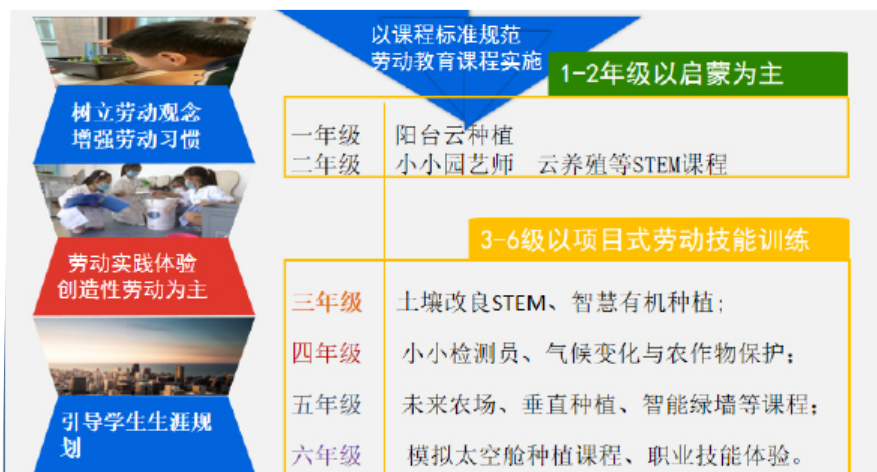 以课程标准规范
劳动教育课程实施
1-2年级以启蒙为主
树立劳动观念
增强劳动习惯
一年级 阳台云种植
二年级 小小园艺师 云养殖等STEM课程
3-6级以项目式劳动技能训练
劳动实践体验
创造性劳动为主
三年级 土壤改良STEM、智慧有机种植;
四年级 小小检测员、气候变化与农作物保护;
五年级 未来农场、垂直种植、智能绿墙等课程;
六年级 模拟太空舱种植课程、职业技能体验。
引导学生生涯规
划